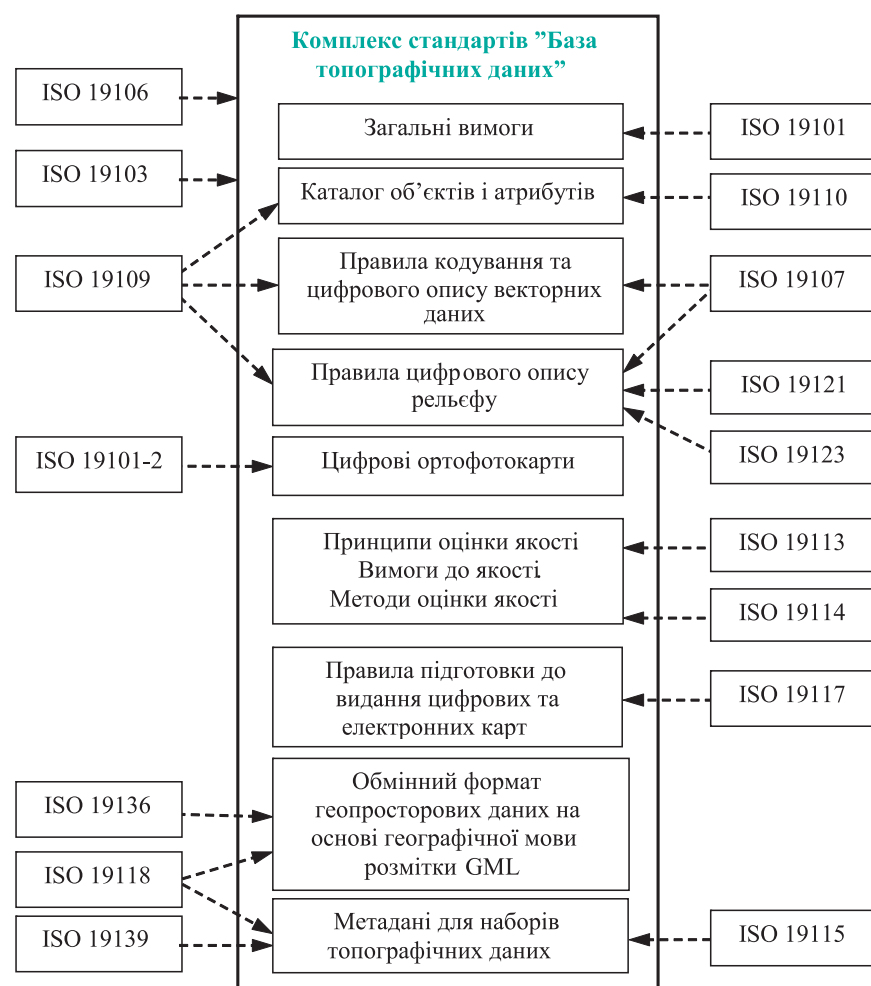 Комплекс стандартів ”База
топографічних даних”
ISO 19106
Загальні вимоги
ISO 19101
ISO 19103
Каталог об’єктів і атрибутів
ISO 19110
ISO 19109
Правила кодування та
цифрового опису векторних
даних
ISO 19107
Правила цифрового опису
рельєфу
ISO 19121
ISO 19123
ISO 19101-2
Цифрові ортофотокарти
Принципи оцінки якості
Вимоги до якості.
Методи оцінки якості
ISO 19113
ISO 19114
Правила підготовки до
видання цифрових та
електронних карт
ISO 19117
ISO 19136
Обмінний формат
геопросторових даних на
основі географічної мови
розмітки GML
ISO 19118
ISO 19139
Метадані для наборів
топографічних даних
ISO 19115